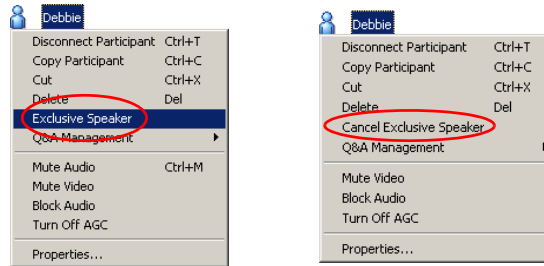 Debbie
Disconnect Participant Ctrl+T
Copy Participant Ctrl+C
Cut Ctrl+X
Delete Del
Exclusive Speaker
Q&A Management
Mute Audio Ctrl+M
Mute Video
Block Audio
Turn Off AGC
Properties...
Debbie
Disconnect Participant Ctrl+T
Copy Participant Ctrl+C
Cut Ctrl+X
Delete Del
Cancel Exclusive Speaker
Q&A Management
Mute Video
Block Audio
Turn Off AGC
Properties...